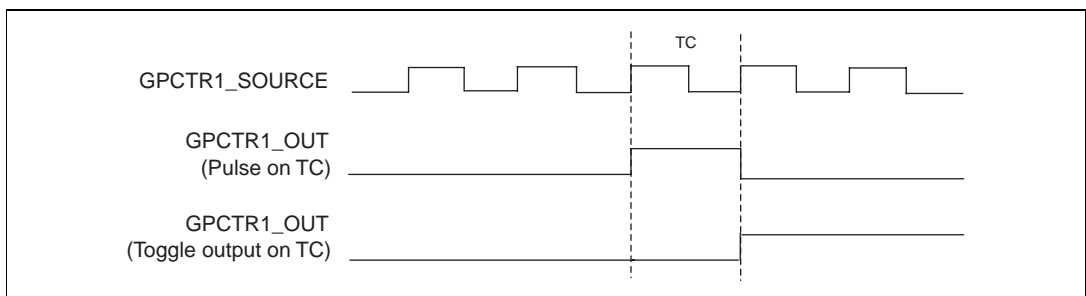 TC
GPCTR1_SOURCE
GPCTR1_OUT
(Pulse on TC)
GPCTR1_OUT
(Toggle output on TC)